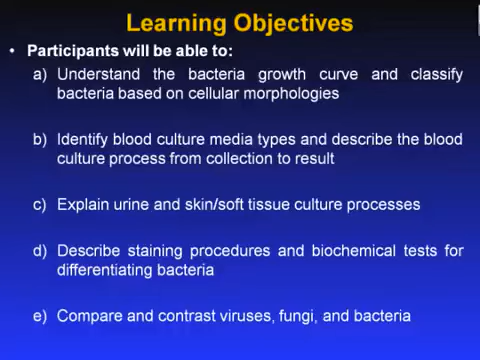 Learning Objectives
• Participants will be able to:
a) Understand the bacteria growth curve and classify
bacteria based on cellular morphologies
b) Identify blood culture media types and describe the blood
culture process from collection to result
c) Explain urine and skin/soft tissue culture processes
d) Describe staining procedures and biochemical tests for
differentiating bacteria
e) Compare and contrast viruses, fungi, and bacteria